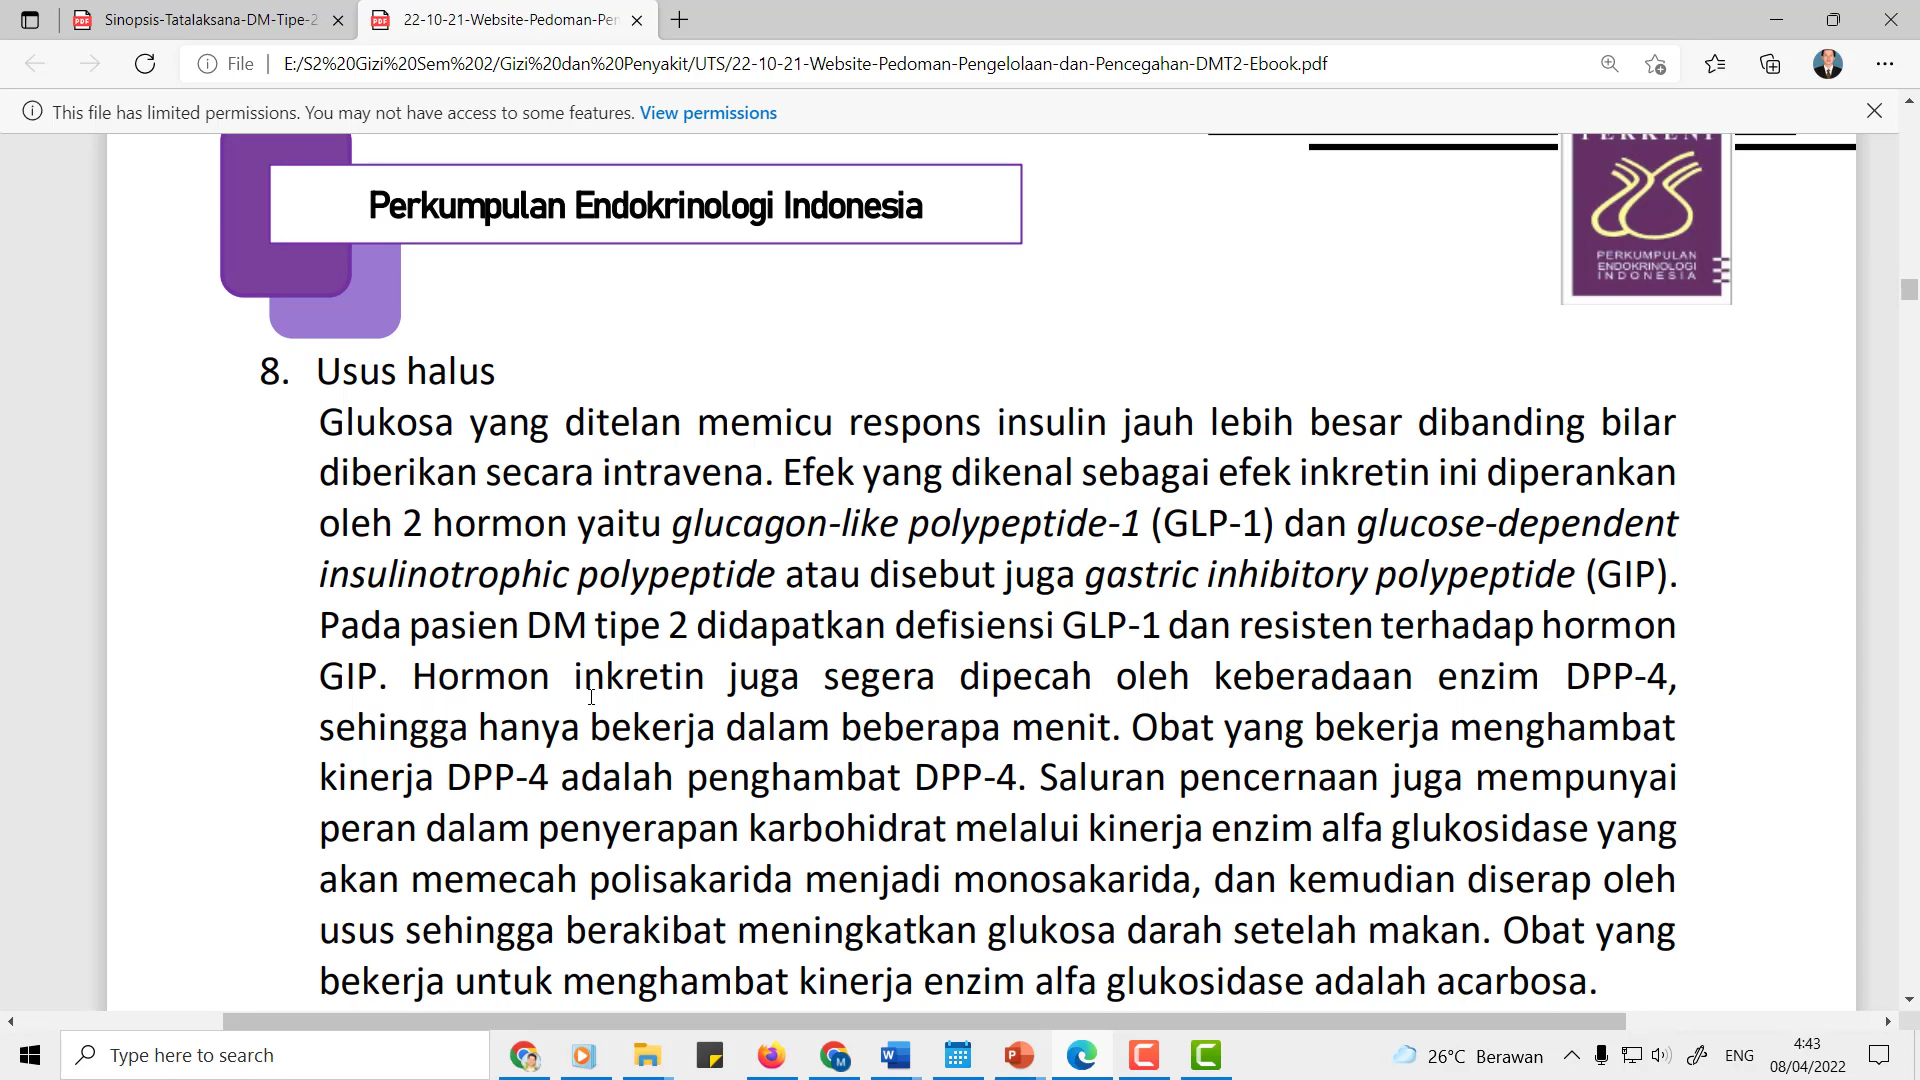 Sinopsis-Tatalaksana-DM-Tipe-2
22-10-21-Website-Pedoman-Pen
File
E:/S2%20Gizi%20Sem%202/Gizi%20dan%20Penyakit/UTS/22-10-21-Website-Pedoman-Pengelolaan-dan-Pencegahan-DMT2-Ebook.pdf
This file has limited permissions. You may not have access to some features. View permissions
PERKENI
Perkumpulan Endokrinologi Indonesia
PERKUMPULAN
ENDOKRINOLOGI
INDONESIA
8. Usus halus
Glukosa yang ditelan memicu respons insulin jauh lebih besar dibanding bilar
diberikan secara intravena. Efek yang dikenal sebagai efek inkretin ini diperankan
oleh 2 hormon yaitu glucagon-like polypeptide-1 (GLP-1) dan glucose-dependent
insulinotrophic polypeptide atau disebut juga gastric inhibitory polypeptide (GIP).
Pada pasien DM tipe 2 didapatkan defisiensi GLP-1 dan resisten terhadap hormon
GIP. Hormon inkretin juga segera dipecah oleh keberadaan enzim DPP-4,
sehingga hanya bekerja dalam beberapa menit. Obat yang bekerja menghambat
kinerja DPP-4 adalah penghambat DPP-4. Saluran pencernaan juga mempunyai
peran dalam penyerapan karbohidrat melalui kinerja enzim alfa glukosidase yang
akan memecah polisakarida menjadi monosakarida, dan kemudian diserap oleh
usus sehingga berakibat meningkatkan glukosa darah setelah makan. Obat yang
bekerja untuk menghambat kinerja enzim alfa glukosidase adalah acarbosa.
Type here to search
26°C Berawan
ENG
4:43
08/04/2022